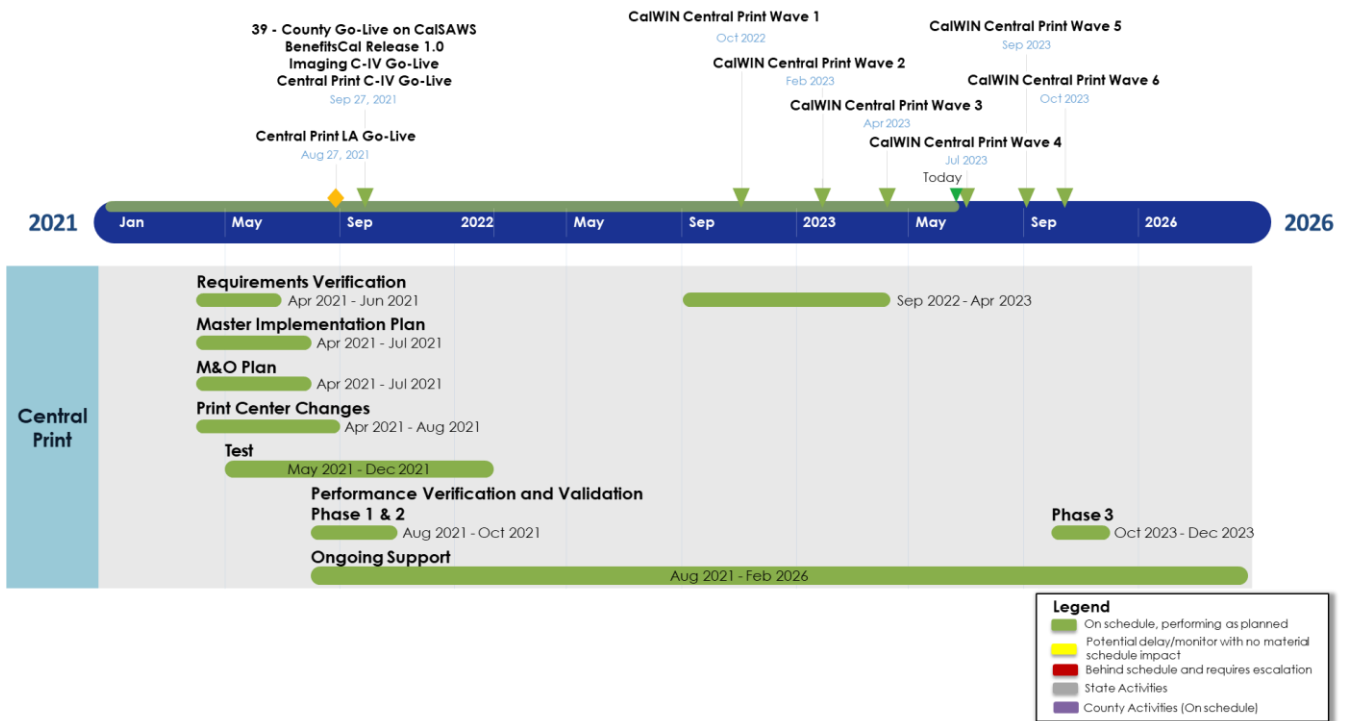 39 - County Go-Live on CalSAWS
BenefitsCal Release 1.0
Imaging C-IV Go-Live
Central Print C-IV Go-Live
Sep 27, 2021
Central Print LA Go-Live
Aug 27, 2021
CalWIN Central Print Wave 1
Oct 2022
CalWIN Central Print Wave 2
Feb 2023
CalWIN Central Print Wave 3
Apr 2023
CalWIN Central Print Wave 4
Jul 2023
CalWIN Central Print Wave 5
Sep 2023
CalWIN Central Print Wave 6
Oct 2023
Today
2021 Jan May Sep 2022 May Sep 2023 May Sep 2026 2026
Central
Print
Requirements Verification
Apr 2021 - Jun 2021 Sep 2022 - Apr 2023
Master Implementation Plan
Apr 2021 - Jul 2021
M&O Plan
Apr 2021 - Jul 2021
Print Center Changes
Apr 2021 - Aug 2021
Test
May 2021 - Dec 2021
Performance Verification and Validation
Phase 1 & 2 Phase 3
Aug 2021 - Oct 2021 Oct 2023 - Dec 2023
Ongoing Support
Aug 2021 - Feb 2026
Legend
On schedule, performing as planned
Potential delay/monitor with no material
schedule impact
Behind schedule and requires escalation
State Activities
County Activities (On schedule)